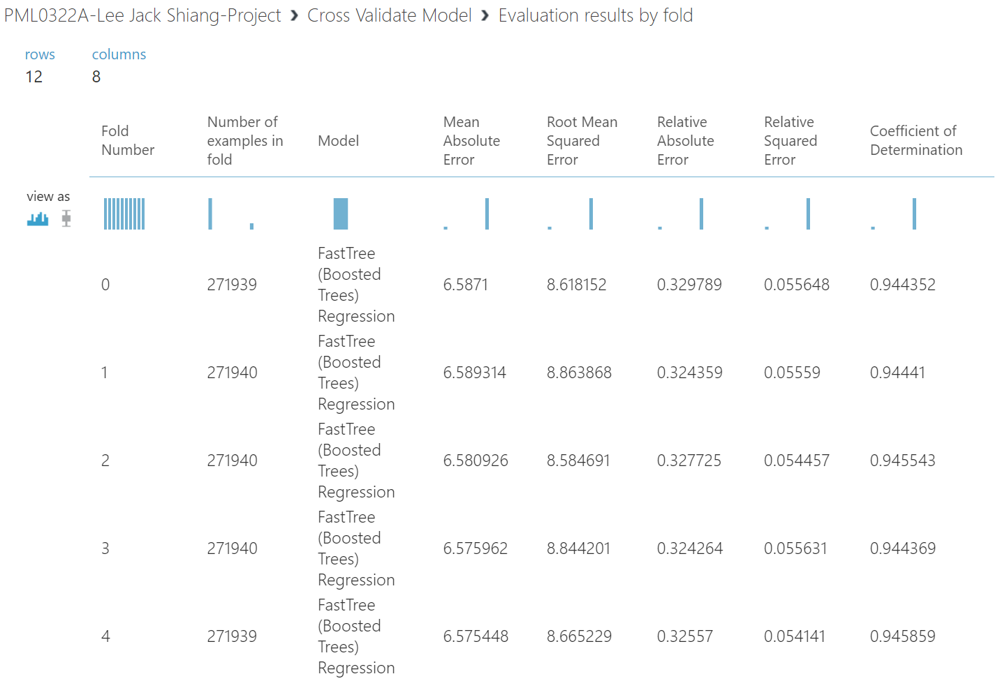 PML0322A-Lee Jack Shiang-Project › Cross Validate Model › Evaluation results by fold
rows columns
12 8
Fold Number Number of examples in fold Model Mean Absolute Error Root Mean Squared Error Relative Absolute Error Relative Squared Error Coefficient of Determination
view as
0 271939 FastTree (Boosted Trees) Regression 6.5871 8.618152 0.329789 0.055648 0.944352
1 271940 FastTree (Boosted Trees) Regression 6.589314 8.863868 0.324359 0.05559 0.94441
2 271940 FastTree (Boosted Trees) Regression 6.580926 8.584691 0.327725 0.054457 0.945543
3 271940 FastTree (Boosted Trees) Regression 6.575962 8.844201 0.324264 0.055631 0.944369
4 271939 FastTree (Boosted Trees) Regression 6.575448 8.665229 0.32557 0.054141 0.945859